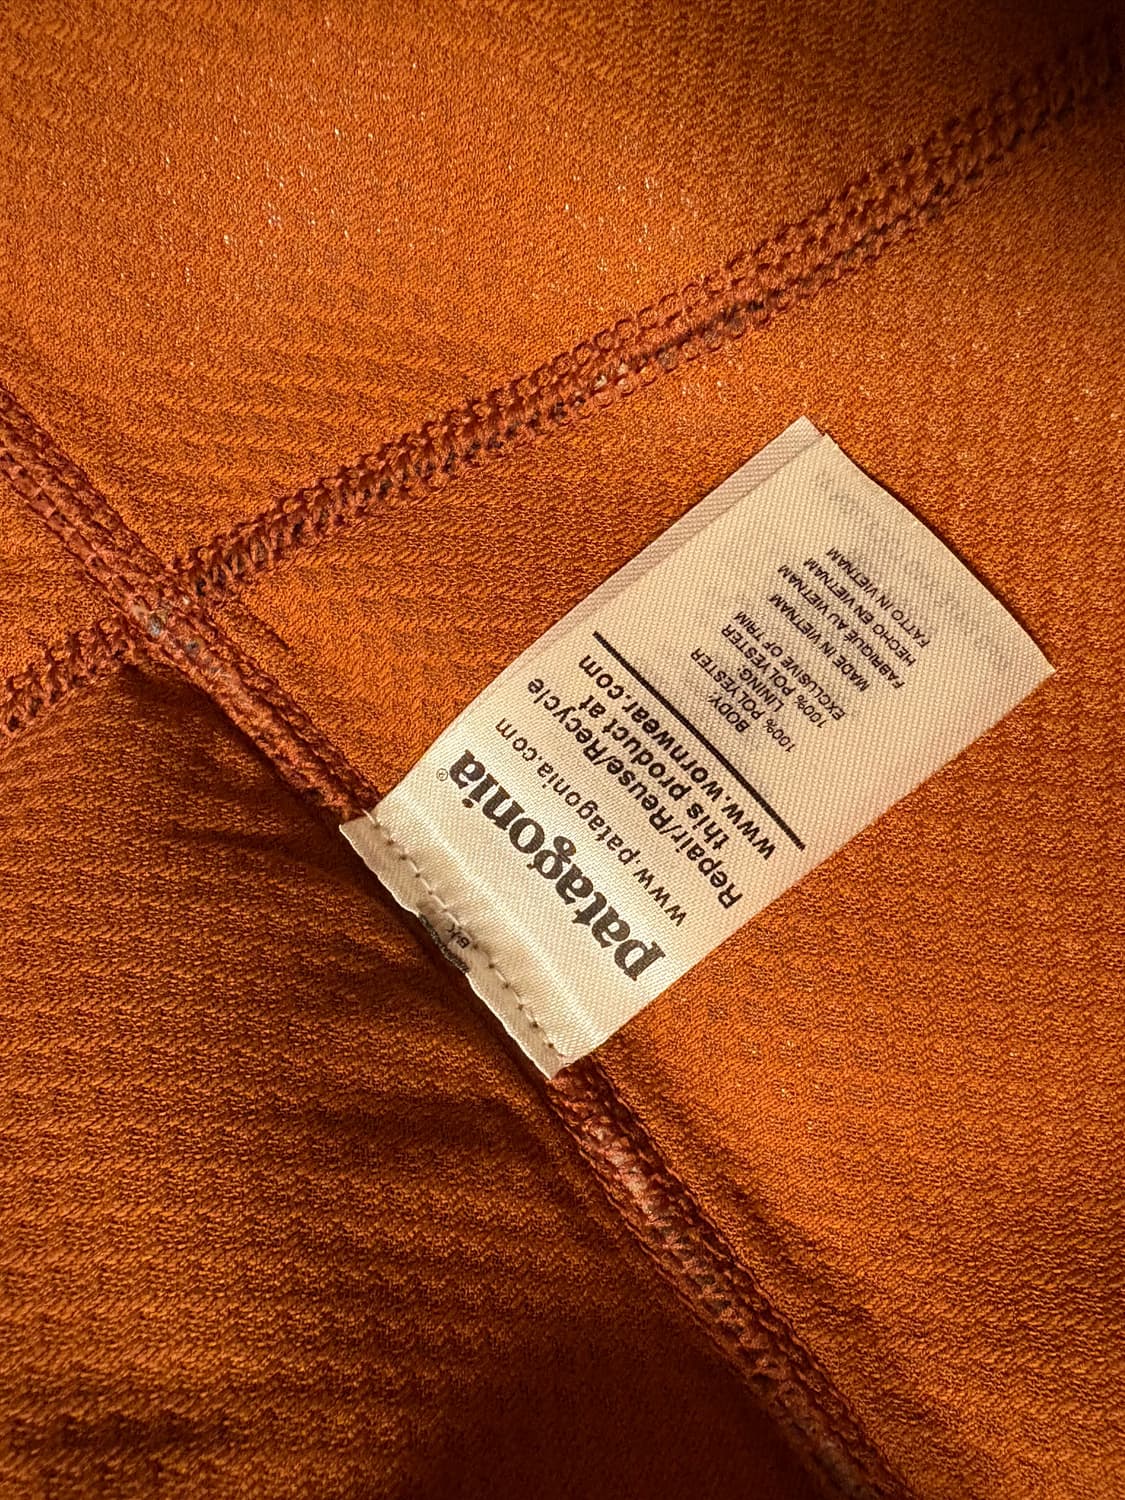 patagonia®
www.patagonia.com
Repair/Reuse/Recycle
this product at
www.wornwear.com
BODY:
100% POLYESTER
LINING:
100% POLYESTER
EXCLUSIVE OF TRIM
MADE IN VIETNAM
FABRIQUE AU VIETNAM
HECHO EN VIETNAM
FATTO IN VIETNAM